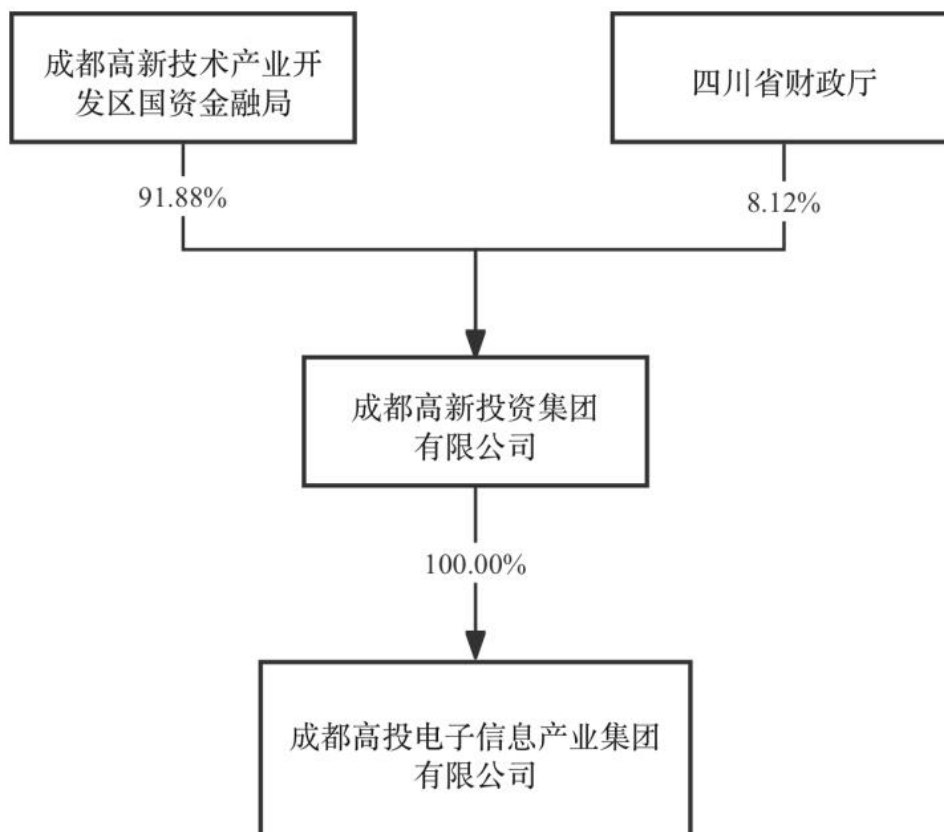 成都高新技术产业开
发区国资金融局
四川省财政厅
91.88%
8.12%
成都高新投资集团
有限公司
100.00%
成都高投电子信息产业集团
有限公司